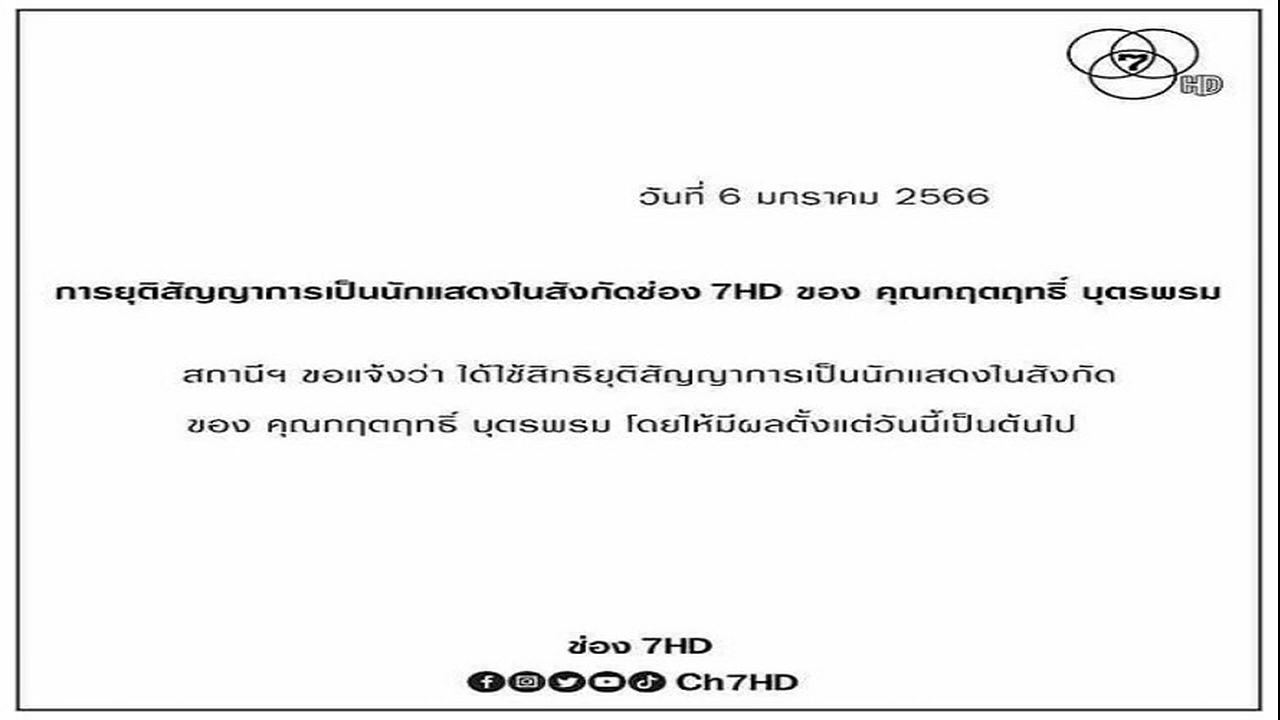 7
HD
วันที่ 6 มกราคม 2566
การยุติสัญญาการเป็นนักแสดงในสังกัดช่อง 7HD ของ คุณกฤตฤทธิ์ บุตรพรม
สถานีฯ ขอแจ้งว่า ได้ใช้สิทธิยุติสัญญาการเป็นนักแสดงในสังกัด
ของ คุณกฤตฤทธิ์ บุตรพรม โดยให้มีผลตั้งแต่วันนี้เป็นต้นไป
ช่อง 7HD
Ch7HD